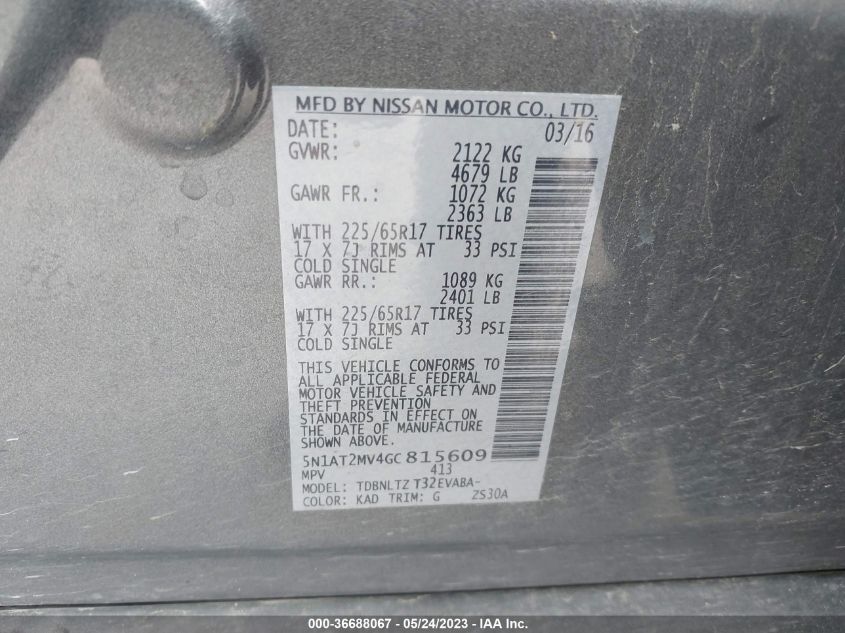 MFD BY NISSAN MOTOR CO., LTD.
DATE: 03/16
GVWR: 2122 KG
4679 LB
GAWR FR.: 1072 KG
2363 LB
WITH 225/65R17 TIRES
17 X 7J RIMS AT 33 PSI
COLD SINGLE
GAWR RR.: 1089 KG
2401 LB
WITH 225/65R17 TIRES
17 X 7J RIMS AT 33 PSI
COLD SINGLE
THIS VEHICLE CONFORMS TO
ALL APPLICABLE FEDERAL
MOTOR VEHICLE SAFETY AND
THEFT PREVENTION
STANDARDS IN EFFECT ON
THE DATE OF MANUFACTURE
SHOWN ABOVE.
5N1AT2MV4GC815609
MPV 413
MODEL: TDBNLTZ T32EVABA-
COLOR: KAD TRIM: G ZS30A
000-36688067 - 05/24/2023 - IAA Inc.